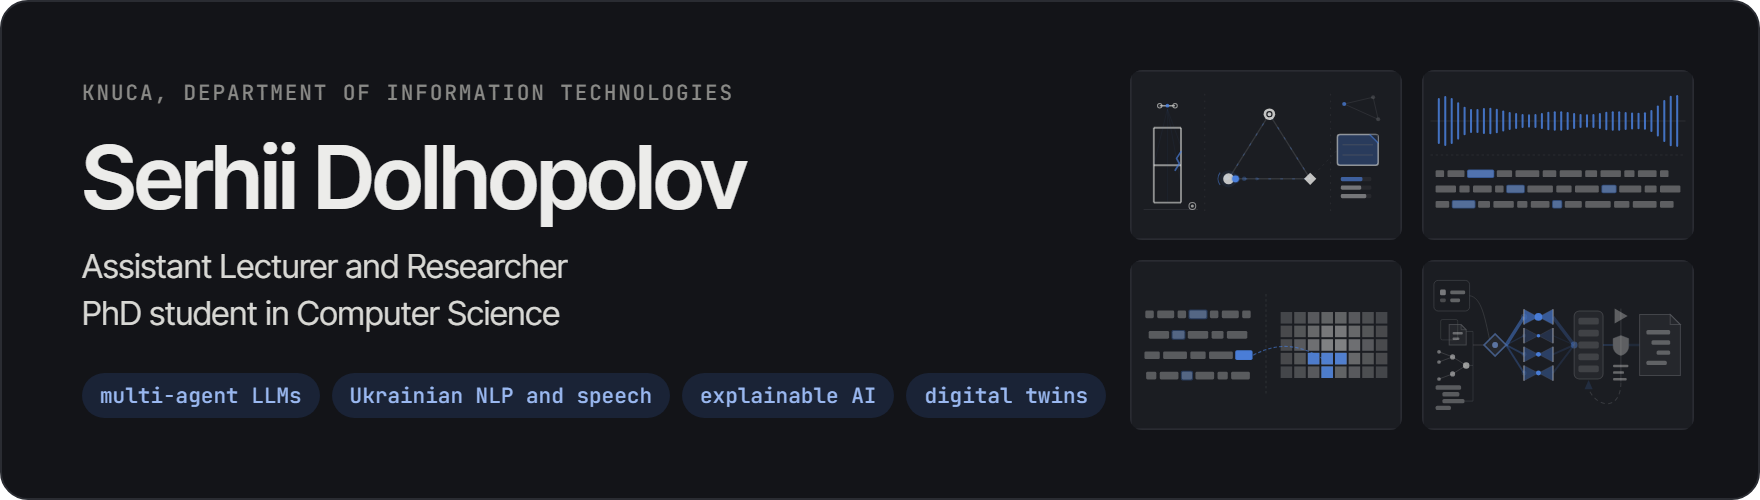 KNUCA, DEPARTMENT OF INFORMATION TECHNOLOGIES
Serhii Dolhopolov
Assistant Lecturer and Researcher
PhD student in Computer Science
multi-agent LLMs
Ukrainian NLP and speech
explainable AI
digital twins